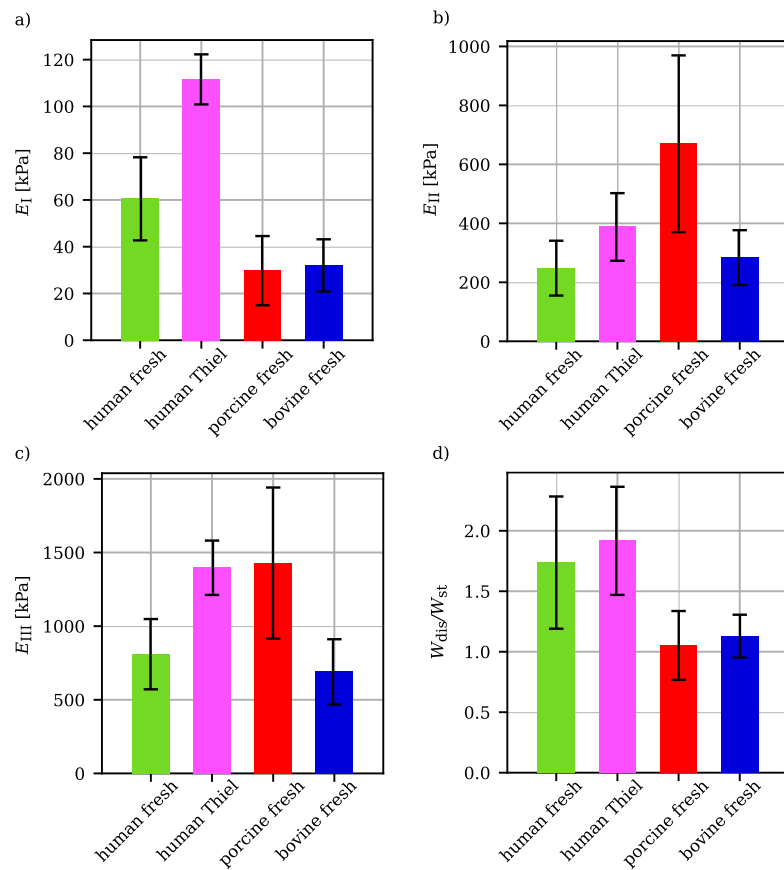 a)
E_I [kPa]
120
100
80
60
40
20
0
human fresh
human Thiel
porcine fresh
bovine fresh
b)
E_II [kPa]
1000
800
600
400
200
0
human fresh
human Thiel
porcine fresh
bovine fresh
c)
E_III [kPa]
2000
1500
1000
500
0
human fresh
human Thiel
porcine fresh
bovine fresh
d)
W_dis/W_st
2.0
1.5
1.0
0.5
0.0
human fresh
human Thiel
porcine fresh
bovine fresh